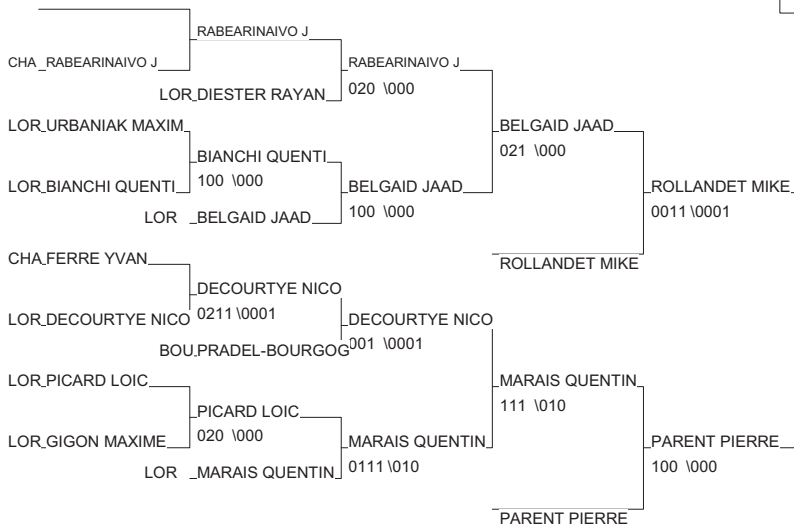 RABEARINAIVO J
CHA RABEARINAIVO J
RABEARINAIVO J
020 \000
LOR DIESTER RAYAN
LOR URBANIAK MAXIM
BELGAID JAAD
021 \000
BIANCHI QUENTI
100 \000
LOR BIANCHI QUENTI
BELGAID JAAD
100 \000
ROLLANDET MIKE
0011 \0001
LOR BELGAID JAAD
CHA FERRE YVAN
ROLLANDET MIKE
DECOURTYE NICO
0211 \0001
LOR DECOURTYE NICO
DECOURTYE NICO
001 \0001
BOU PRADEL-BOURGOG
LOR PICARD LOIC
MARAIS QUENTIN
111 \010
PICARD LOIC
020 \000
LOR GIGON MAXIME
MARAIS QUENTIN
0111 \010
PARENT PIERRE
100 \000
LOR MARAIS QUENTIN
PARENT PIERRE